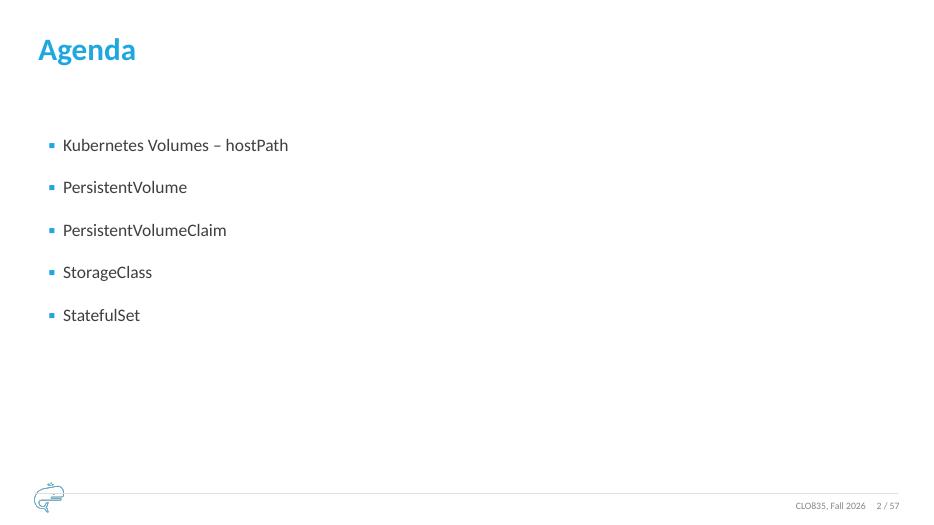 Agenda
▪ Kubernetes Volumes – hostPath
▪ PersistentVolume
▪ PersistentVolumeClaim
▪ StorageClass
▪ StatefulSet
CLO835, Fall 2026 2 / 57